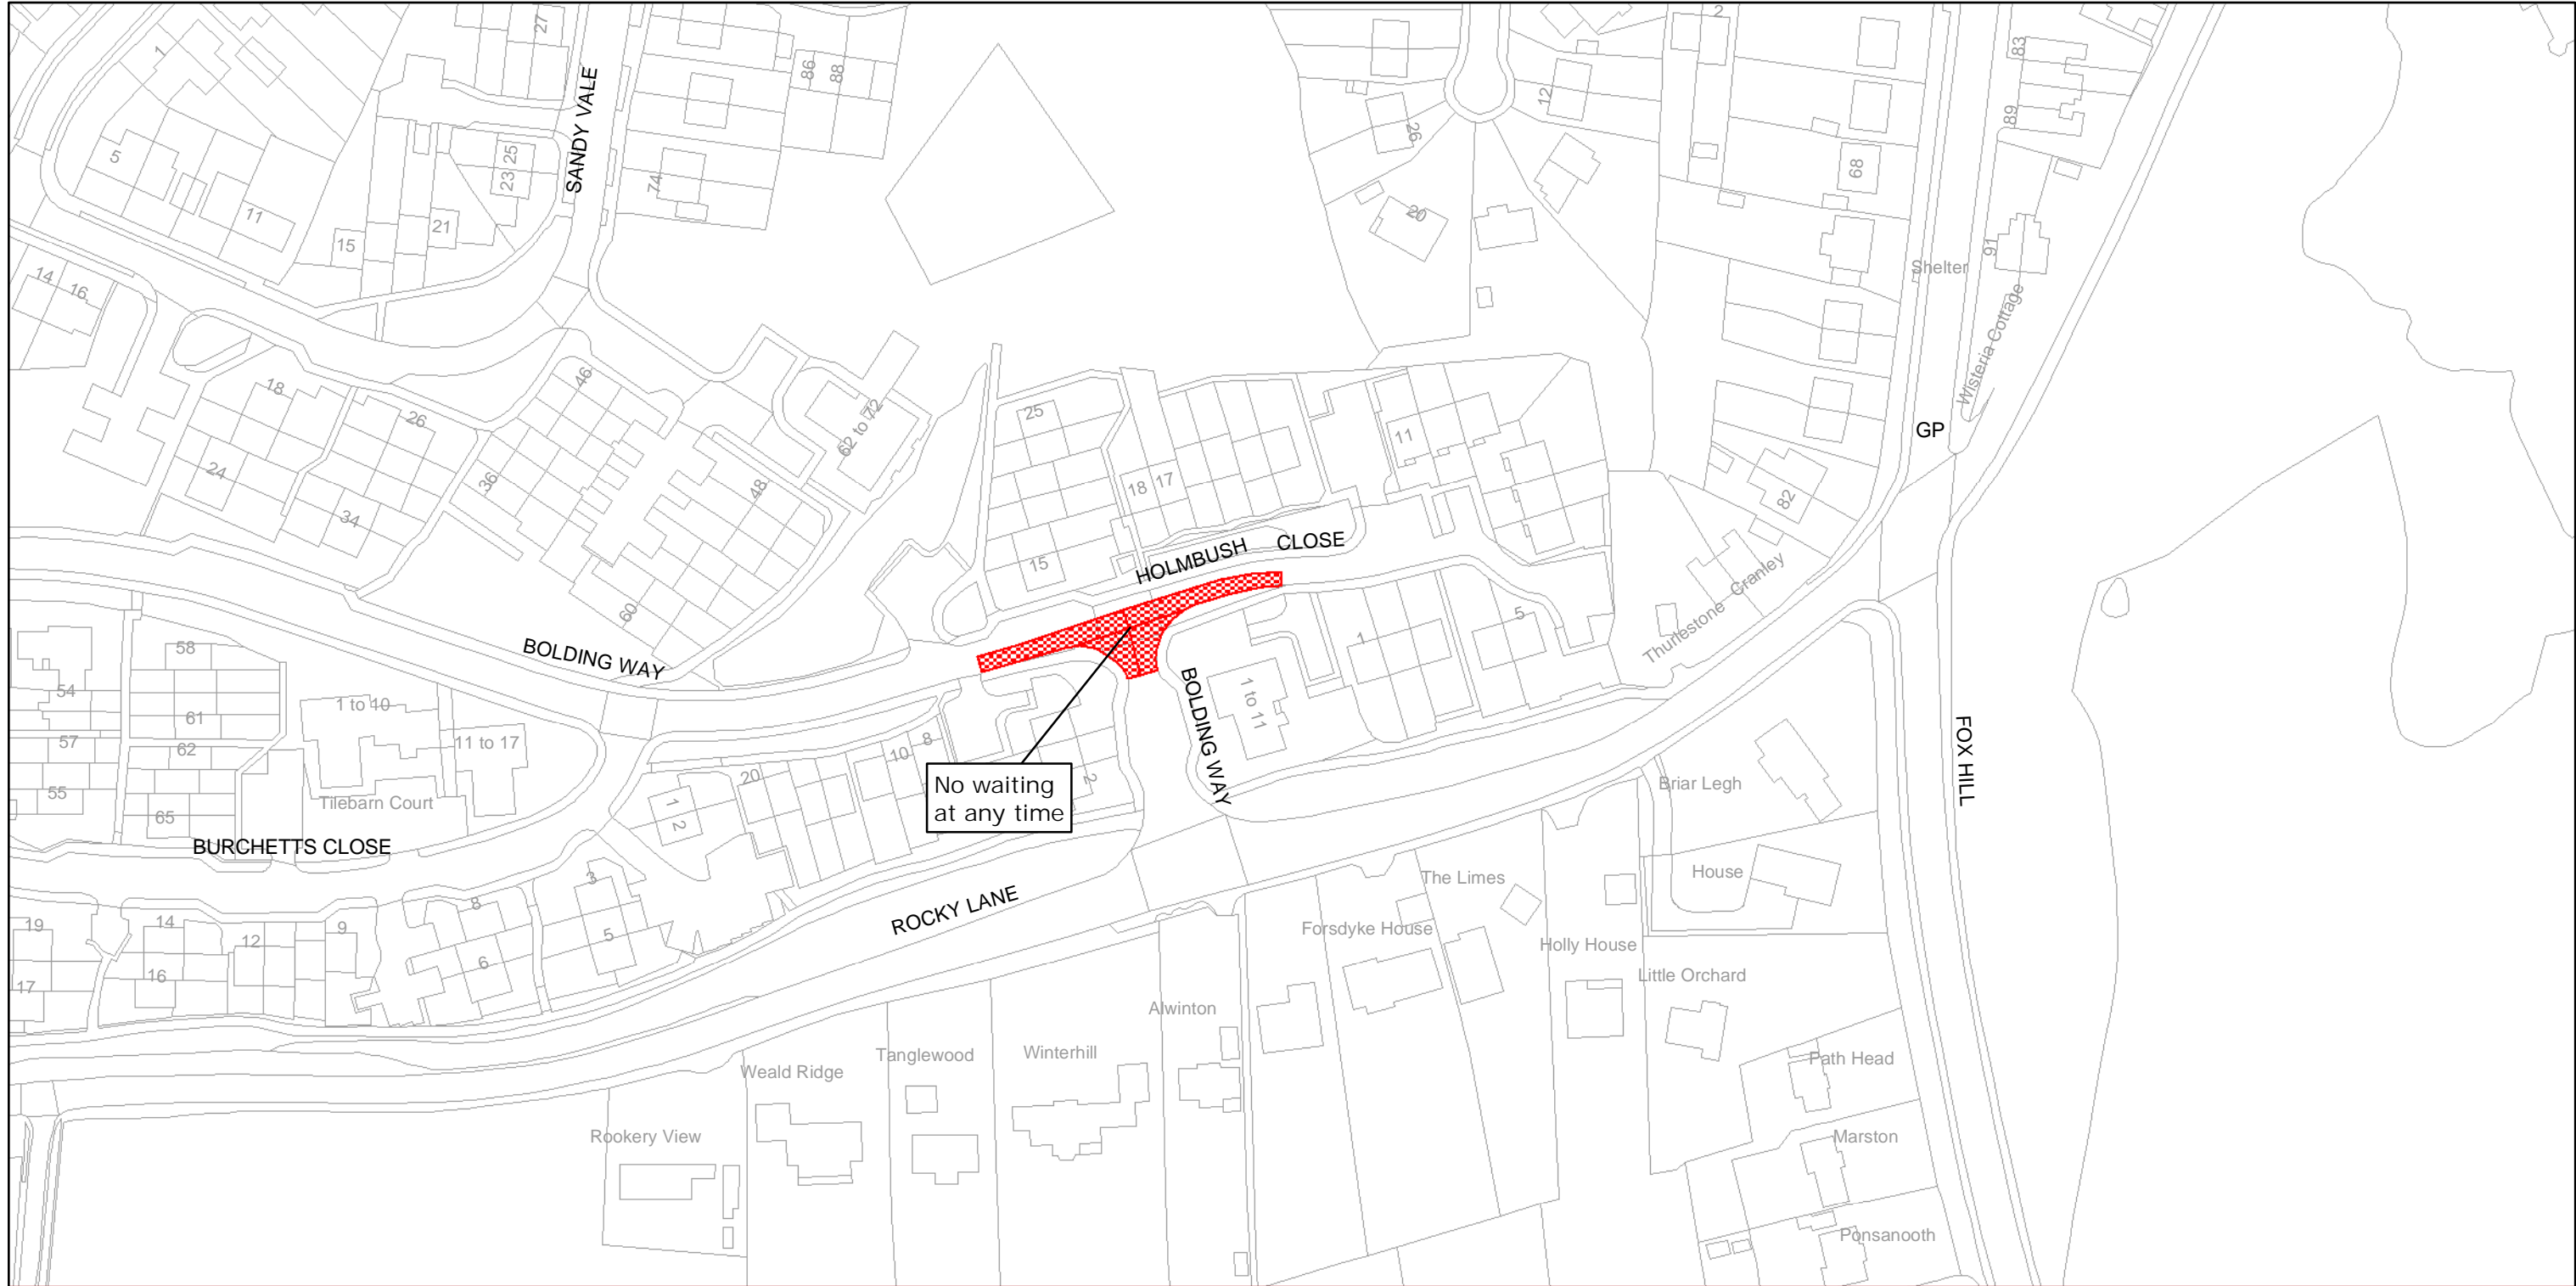 27
1
86
88
2
83
SANDY VALE
12
26
89
5
23 25
74
68
11
21
20
15
91
Shelter
14
16
Wisteria Cottage
18
46
26
62 to 72
25
11
GP
24
36
48
18
17
82
34
HOLMBUSH CLOSE
15
60
Thurlestone
Cranley
5
1
58
BOLDING WAY
54
61
1 to 10
57
62
11 to 17
1 to 11
BOLDING WAY
FOX HILL
10
8
20
2
No waiting
at any time
Briar Legh
55
65
Tilebarn Court
1
2
BURCHETTS CLOSE
3
ROCKY LANE
The Limes
House
19
14
12
9
8
5
6
Forsdyke House
Holly House
16
17
Little Orchard
Alwinton
Winterhill
Tanglewood
Weald Ridge
Path Head
Rookery View
Marston
Ponsanooth